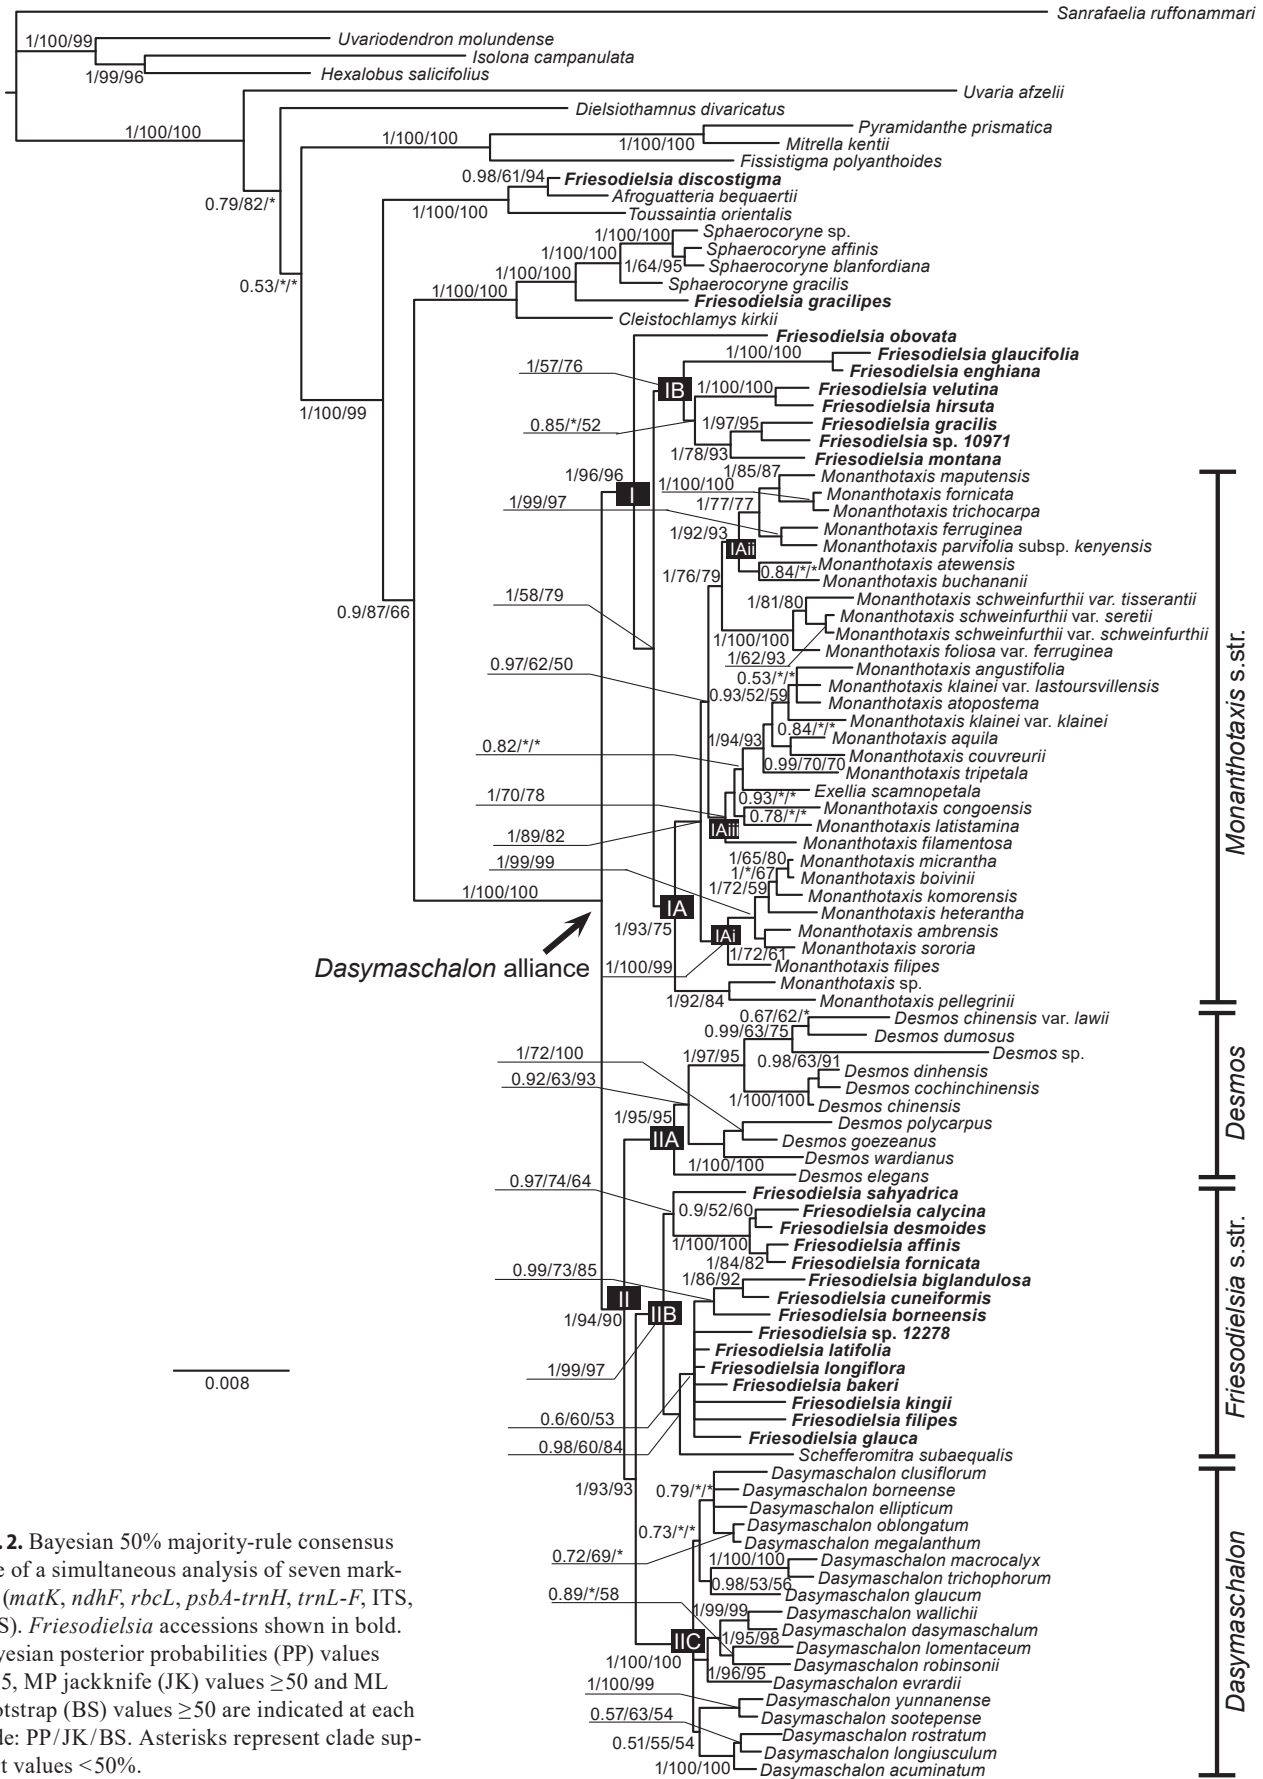 Sanrafaelia ruffonammari
1/100/99
Uvariodendron molundense
Isolona campanulata
1/99/96
Hexalobus salicifolius
Uvaria afzelii
Dielsiothamnus divaricatus
1/100/100
Pyramidanthe prismatica
1/100/100
1/100/100
Mitrella kentii
Fissistigma polyanthoides
0.79/82/*
0.98/61/94
Friesodielsia discostigma
Afroguatteria bequaertii
1/100/100
Toussaintia orientalis
1/100/100
Sphaerocoryne sp.
1/100/100
Sphaerocoryne affinis
1/64/95
Sphaerocoryne blanfordiana
1/100/100
Sphaerocoryne gracilis
0.53/*/*
1/100/100
Friesodielsia gracilipes
Cleistochlamys kirkii
Friesodielsia obovata
1/100/100
Friesodielsia glaucifolia
1/57/76
Friesodielsia enghiana
IB
1/100/100
Friesodielsia velutina
Friesodielsia hirsuta
1/100/99
0.85/*/52
1/97/95
Friesodielsia gracilis
Friesodielsia sp. 10971
1/78/93
Friesodielsia montana
1/96/96
1/85/87
Monanthotaxis maputensis
I
1/100/100
Monanthotaxis fornicata
1/99/97
1/77/77
Monanthotaxis trichocarpa
Monanthotaxis ferruginea
1/92/93
IAii
Monanthotaxis parvifolia subsp. kenyensis
Monanthotaxis atewensis
1/76/79
0.84/*/*
Monanthotaxis buchananii
1/58/79
1/81/80
Monanthotaxis schweinfurthii var. tisserantii
0.9/87/66
Monanthotaxis schweinfurthii var. seretii
1/100/100
Monanthotaxis schweinfurthii var. schweinfurthii
1/62/93
Monanthotaxis foliosa var. ferruginea
0.97/62/50
0.53/*/*
Monanthotaxis angustifolia
0.93/52/59
Monanthotaxis klainei var. lastoursvillensis
Monanthotaxis atopostema
Monanthotaxis klainei var. klainei
0.84/*/*
0.82/*/*
1/94/93
Monanthotaxis aquila
Monanthotaxis couvreurii
0.99/70/70
Monanthotaxis tripetala
Exellia scamnopetala
1/70/78
0.93/*/*
Monanthotaxis congoensis
0.78/*/*
Monanthotaxis latistamina
IAiii
1/89/82
Monanthotaxis filamentosa
1/99/99
1/65/80
Monanthotaxis micrantha
1/*/67
Monanthotaxis boivinii
1/72/59
Monanthotaxis komorensis
1/100/100
IA
Monanthotaxis heterantha
1/93/75
IAi
Monanthotaxis ambrensis
Monanthotaxis sororia
1/72/61
Dasymaschalon alliance
1/100/99
Monanthotaxis filipes
Monanthotaxis sp.
1/92/84
Monanthotaxis pellegrinii
Monanthotaxis s.str.
0.67/62/*
Desmos chinensis var. lawii
0.99/63/75
Desmos dumosus
1/72/100
1/97/95
Desmos sp.
0.98/63/91
Desmos dinhensis
0.92/63/93
Desmos cochinchinensis
1/100/100
Desmos chinensis
1/95/95
Desmos polycarpus
IIA
Desmos goezeanus
Desmos wardianus
1/100/100
Desmos elegans
Desmos
0.97/74/64
Friesodielsia sahyadrica
0.9/52/60
Friesodielsia calycina
Friesodielsia desmoides
1/100/100
Friesodielsia affinis
1/84/82
Friesodielsia fornicata
0.99/73/85
1/86/92
Friesodielsia biglandulosa
II
Friesodielsia cuneiformis
1/94/90
IIB
Friesodielsia borneensis
Friesodielsia sp. 12278
Friesodielsia latifolia
1/99/97
Friesodielsia longiflora
Friesodielsia bakeri
Friesodielsia kingii
0.6/60/53
Friesodielsia filipes
Friesodielsia glauca
0.98/60/84
Schefferomitra subaequalis
Friesodielsia s.str.
0.008
1/93/93
Dasymaschalon clusiflorum
0.79/*/*
Dasymaschalon borneense
Dasymaschalon ellipticum
0.73/*/*
Dasymaschalon oblongatum
Dasymaschalon megalanthum
0.72/69/*
1/100/100
Dasymaschalon macrocalyx
Dasymaschalon trichophorum
0.98/53/56
Dasymaschalon glaucum
0.89/*/58
1/99/99
Dasymaschalon wallichii
Dasymaschalon dasymaschalum
IIC
1/95/98
Dasymaschalon lomentaceum
1/100/100
Dasymaschalon robinsonii
1/96/95
Dasymaschalon evrardii
1/100/99
Dasymaschalon yunnanense
0.57/63/54
Dasymaschalon sootepense
Dasymaschalon rostratum
0.51/55/54
Dasymaschalon longiusculum
1/100/100
Dasymaschalon acuminatum
Dasymaschalon
.2. Bayesian 50% majority-rule consensus
e of a simultaneous analysis of seven mark-
(matK, ndhF, rbcL, psbA-trnH, trnL-F, ITS,
S). Friesodielsia accessions shown in bold.
yesian posterior probabilities (PP) values
5, MP jackknife (JK) values ≥50 and ML
otstrap (BS) values ≥50 are indicated at each
de: PP/JK/BS. Asterisks represent clade sup-
t values <50%.